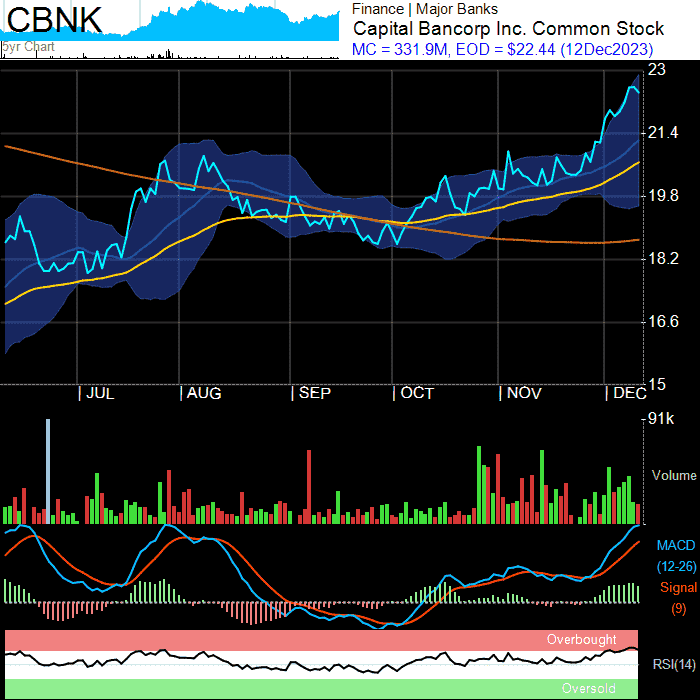 CBNK
5yr Chart
Finance | Major Banks
Capital Bancorp Inc. Common Stock
MC = 331.9M, EOD = $22.44 (12Dec2023)
23
21.4
19.8
18.2
16.6
15
| JUL | AUG | SEP | OCT | NOV | DEC
91k
Volume
MACD
(12-26)
Signal
(9)
Overbought
RSI(14)
Oversold